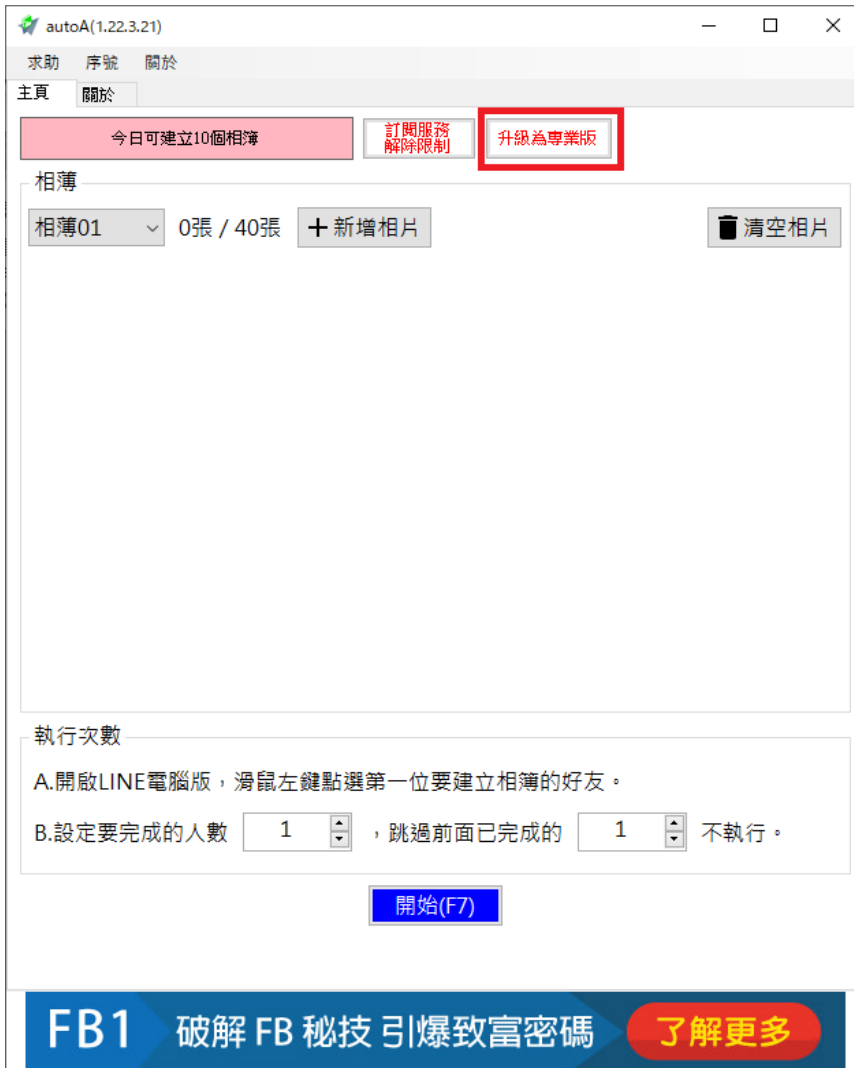 autoA(1.22.3.21)
求助 序號 關於
主頁 關於
今日可建立10個相簿
訂閱服務
解除限制
升級為專業版
相薄
相薄01 0張 / 40張 新增相片 清空相片
執行次數
A.開啟LINE電腦版，滑鼠左鍵點選第一位要建立相簿的好友。
B.設定要完成的人數 1 ，跳過前面已完成的 1 不執行。
開始(F7)
FB1 破解 FB 秘技 引爆致富密碼 了解更多